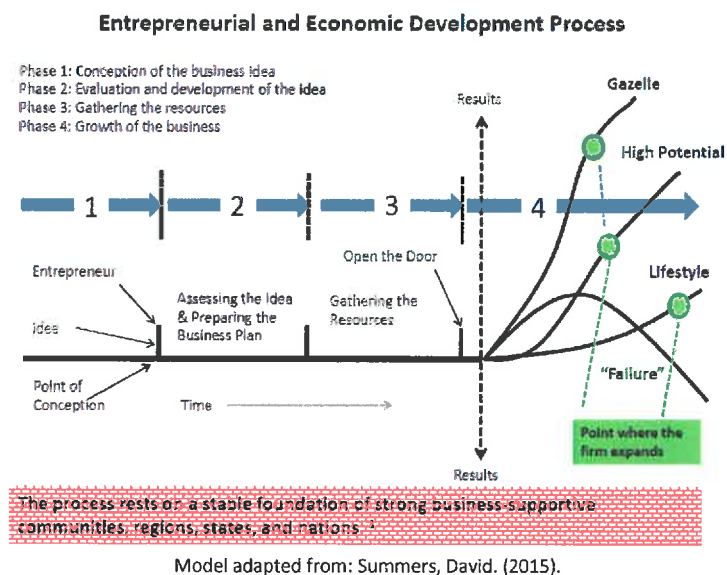 Entrepreneurial and Economic Development Process
Phase 1: Conception of the business idea
Phase 2: Evaluation and development of the idea
Phase 3: Gathering the resources
Phase 4: Growth of the business
Results
Gazelle
High Potential
1
2
3
4
Entrepreneur
Idea
Point of
Conception
Assessing the Idea
& Preparing the
Business Plan
Gathering the
Resources
Open the Door
Lifestyle
"Failure"
Time
Point where the
firm expands
Results
The process rests on a stable foundation of strong business-supportive
communities, regions, states, and nations. 1
Model adapted from: Summers, David. (2015).